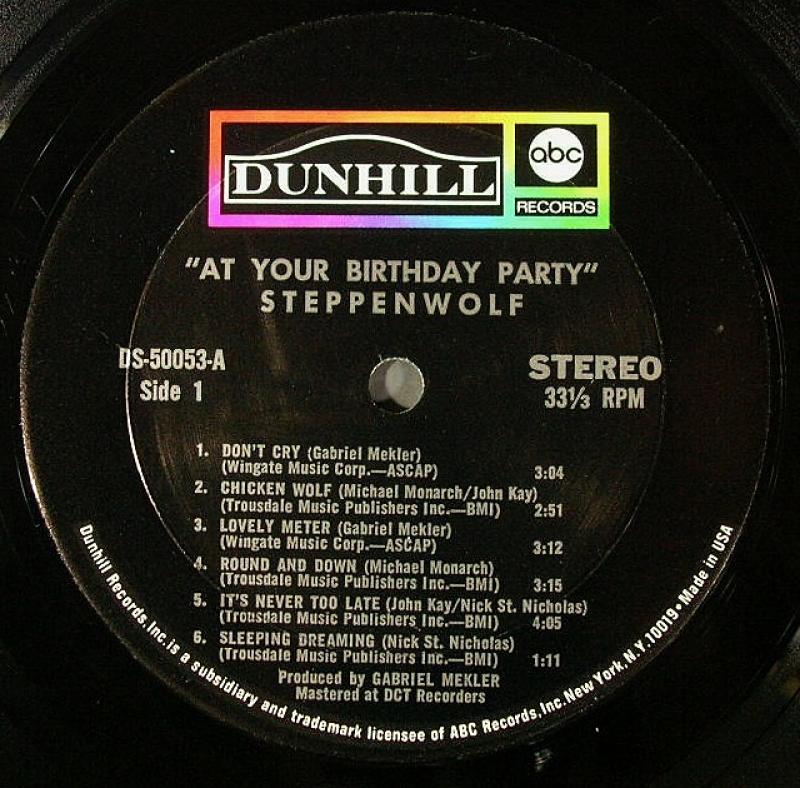 DUNHILL
abc
RECORDS
"AT YOUR BIRTHDAY PARTY"
STEPPENWOLF
DS-50053-A
Side 1
STEREO
33⅓ RPM
1. DON'T CRY (Gabriel Mekler)
(Wingate Music Corp.—ASCAP) 3:04
2. CHICKEN WOLF (Michael Monarch/John Kay)
(Trousdale Music Publishers Inc.—BMI) 2:51
3. LOVELY METER (Gabriel Mekler)
(Wingate Music Corp.—ASCAP) 3:12
4. ROUND AND DOWN (Michael Monarch)
(Trousdale Music Publishers Inc.—BMI) 3:15
5. IT'S NEVER TOO LATE (John Kay/Nick St. Nicholas)
(Trousdale Music Publishers Inc.—BMI) 4:05
6. SLEEPING DREAMING (Nick St. Nicholas)
(Trousdale Music Publishers Inc.—BMI) 1:11
Produced by GABRIEL MEKLER
Mastered at DCT Recorders
Dunhill Records, Inc. is a subsidiary and trademark licensee of ABC Records, Inc. New York, N.Y. 10019 • Made in USA